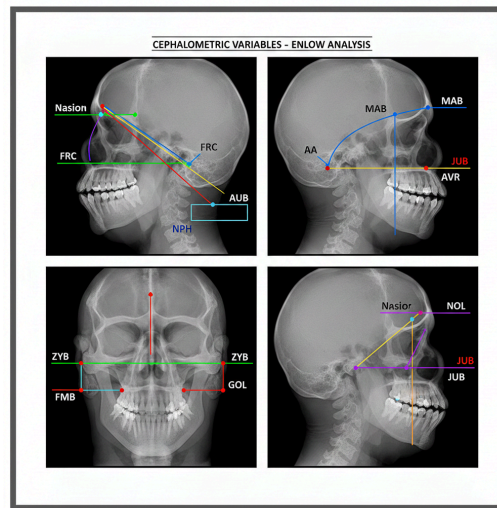 CEPHALOMETRIC VARIABLES – ENLOW ANALYSIS
Nasion
FRC
FRC
AUB
NPH
MAB
MAB
AA
JUB
AVR
ZYB
ZYB
FMB
GOL
Nasior
NOL
JUB
JUB